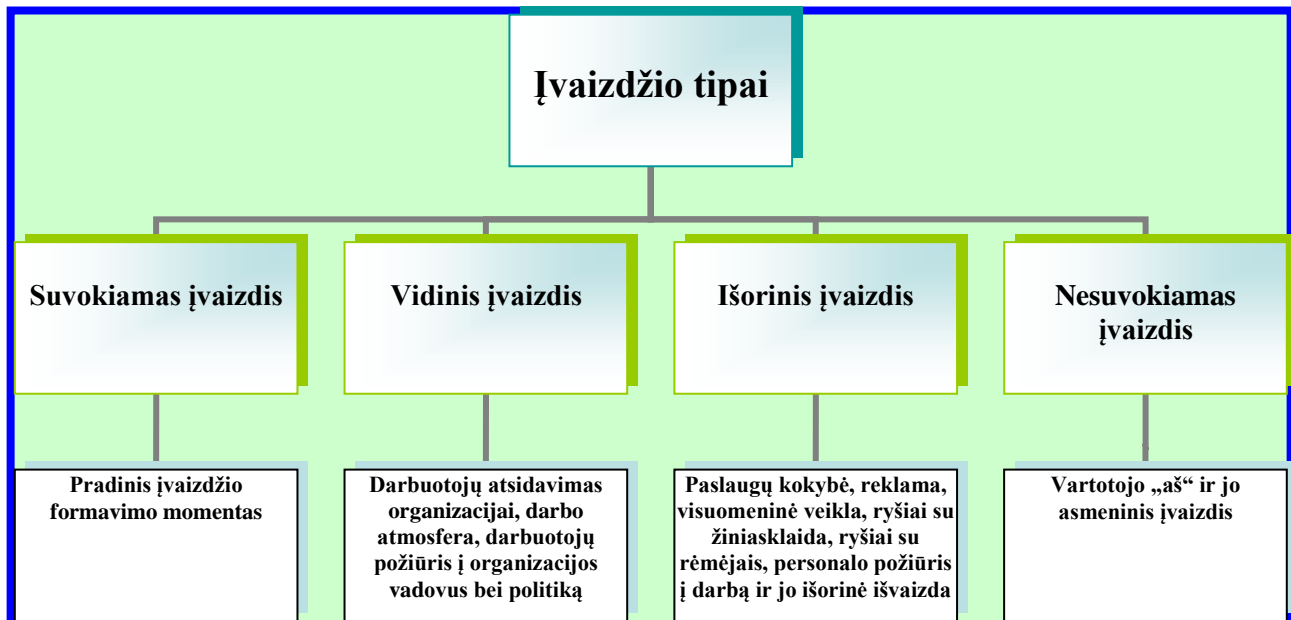 Įvaizdžio tipai
Suvokiamas įvaizdis
Vidinis įvaizdis
Išorinis įvaizdis
Nesuvokiamas
įvaizdis
Pradinis įvaizdžio
formavimo momentas
Darbuotojų atsidavimas
organizacijai, darbo
atmosfera, darbuotojų
požiūris į organizacijos
vadovus bei politiką
Paslaugų kokybė, reklama,
visuomeninė veikla, ryšiai su
žiniasklaida, ryšiai su
rėmėjais, personalo požiūris
į darbą ir jo išorinė išvaizda
Vartotojo „aš“ ir jo
asmeninis įvaizdis